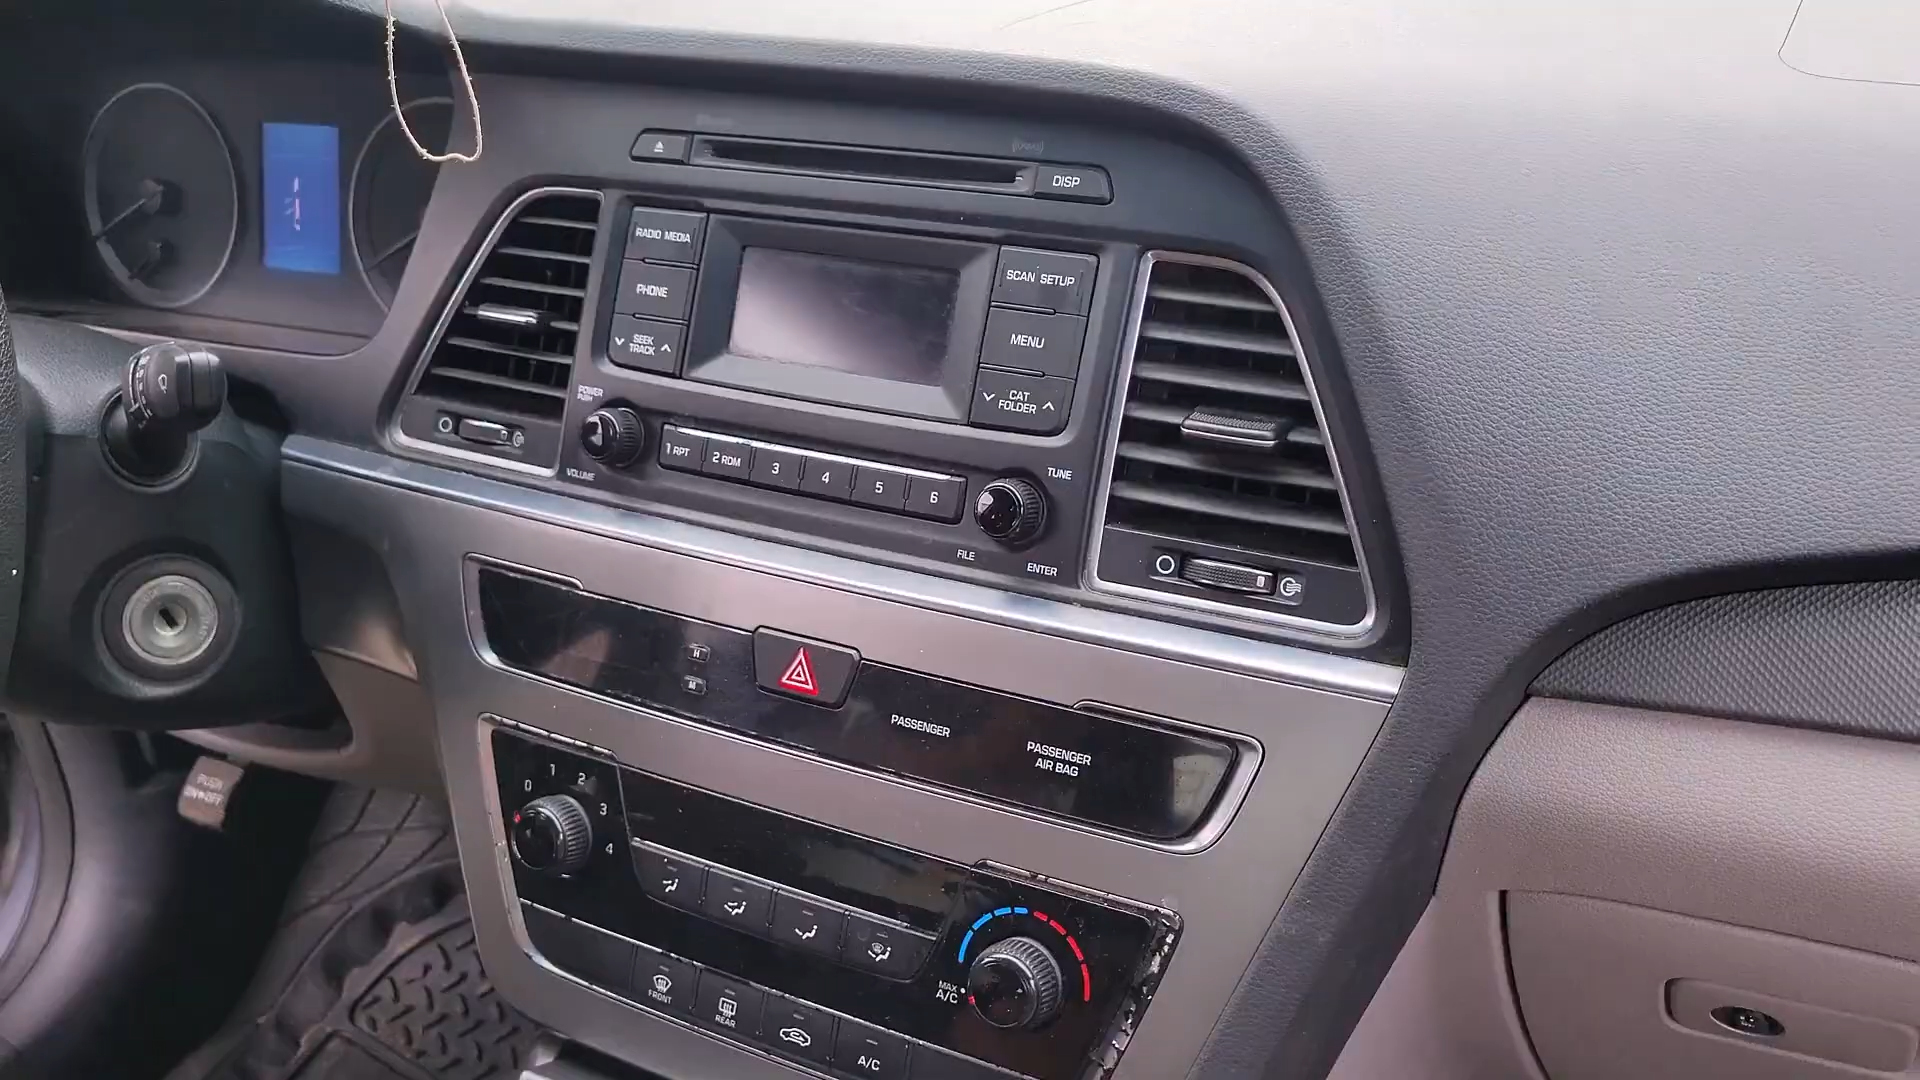 DISP
RADIO MEDIA
PHONE
SEEK
TRACK
SCAN SETUP
MENU
CAT
FOLDER
POWER
PUSH
VOLUME
1 RPT
2 RDM
3
4
5
6
TUNE
FILE
ENTER
H
M
PASSENGER
PASSENGER
AIR BAG
0
1
2
3
4
MAX
A/C
FRONT
REAR
A/C
PUSH